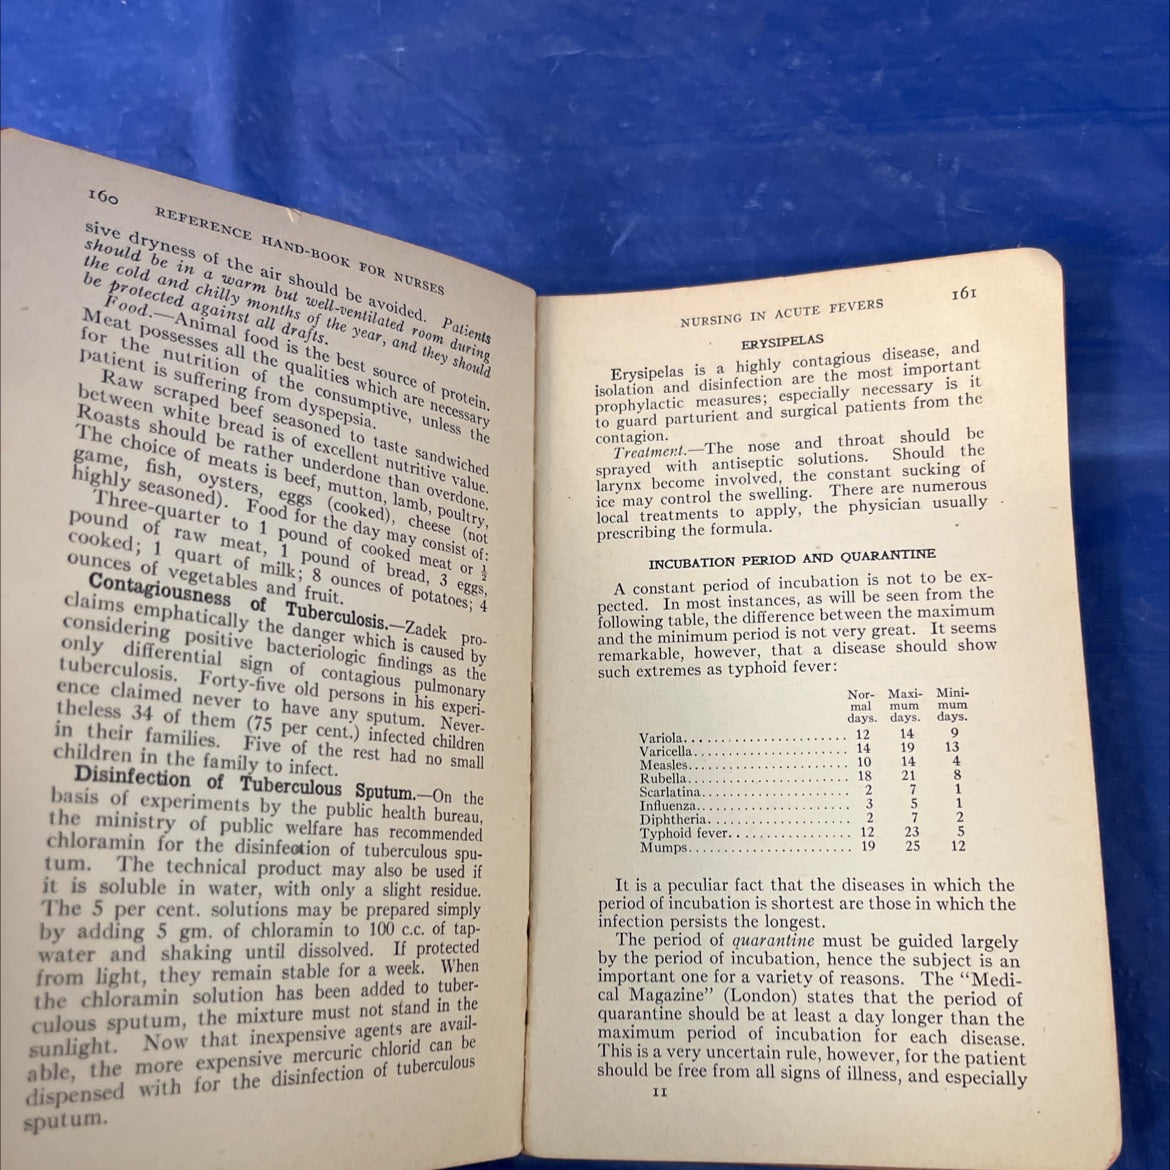 160 REFERENCE HAND-BOOK FOR NURSES
sive dryness of the air should be avoided. Patients
should be in a warm but well-ventilated room during
the cold and chilly months of the year, and they should
be protected against all drafts.
Food.—Animal food is the best source of protein.
Meat possesses all the qualities which are necessary
for the nutrition of the consumptive, unless the
patient is suffering from dyspepsia.
Raw scraped beef seasoned to taste sandwiched
between white bread is of excellent nutritive value.
Roasts should be rather underdone than overdone.
The choice of meats is beef, mutton, lamb, poultry,
game, fish, oysters, eggs (cooked), cheese (not
highly seasoned). Food for the day may consist of:
Three-quarter to 1 pound of cooked meat or ½
pound of raw meat, 1 pound of bread, 3 eggs,
cooked; 1 quart of milk; 8 ounces of potatoes; 4
ounces of vegetables and fruit.
Contagiousness of Tuberculosis.—Zadek pro-
claims emphatically the danger which is caused by
considering positive bacteriologic findings as the
only differential sign of contagious pulmonary
tuberculosis. Forty-five old persons in his experi-
ence claimed never to have any sputum. Never-
theless 34 of them (75 per cent.) infected children
in their families. Five of the rest had no small
children in the family to infect.
Disinfection of Tuberculous Sputum.—On the
basis of experiments by the public health bureau,
the ministry of public welfare has recommended
chloramin for the disinfection of tuberculous spu-
tum. The technical product may also be used if
it is soluble in water, with only a slight residue.
The 5 per cent. solutions may be prepared simply
by adding 5 gm. of chloramin to 100 c.c. of tap-
water and shaking until dissolved. If protected
from light, they remain stable for a week. When
the chloramin solution has been added to tuber-
culous sputum, the mixture must not stand in the
sunlight. Now that inexpensive agents are avail-
able, the more expensive mercuric chlorid can be
dispensed with for the disinfection of tuberculous
sputum.
NURSING IN ACUTE FEVERS 161
ERYSIPELAS
Erysipelas is a highly contagious disease, and
isolation and disinfection are the most important
prophylactic measures; especially necessary is it
to guard parturient and surgical patients from the
contagion.
Treatment.—The nose and throat should be
sprayed with antiseptic solutions. Should the
larynx become involved, the constant sucking of
ice may control the swelling. There are numerous
local treatments to apply, the physician usually
prescribing the formula.
INCUBATION PERIOD AND QUARANTINE
A constant period of incubation is not to be ex-
pected. In most instances, as will be seen from the
following table, the difference between the maximum
and the minimum period is not very great. It seems
remarkable, however, that a disease should show
such extremes as typhoid fever:
Nor- Maxi- Mini-
mal mum mum
days. days. days.
Variola........................ 12 14 9
Varicella....................... 14 19 13
Measles........................ 10 14 4
Rubella........................ 18 21 8
Scarlatina....................... 2 7 1
Influenza....................... 3 5 1
Diphtheria..................... 2 7 2
Typhoid fever.................. 12 23 5
Mumps........................ 19 25 12
It is a peculiar fact that the diseases in which the
period of incubation is shortest are those in which the
infection persists the longest.
The period of quarantine must be guided largely
by the period of incubation, hence the subject is an
important one for a variety of reasons. The “Medi-
cal Magazine” (London) states that the period of
quarantine should be at least a day longer than the
maximum period of incubation for each disease.
This is a very uncertain rule, however, for the patient
should be free from all signs of illness, and especially
11